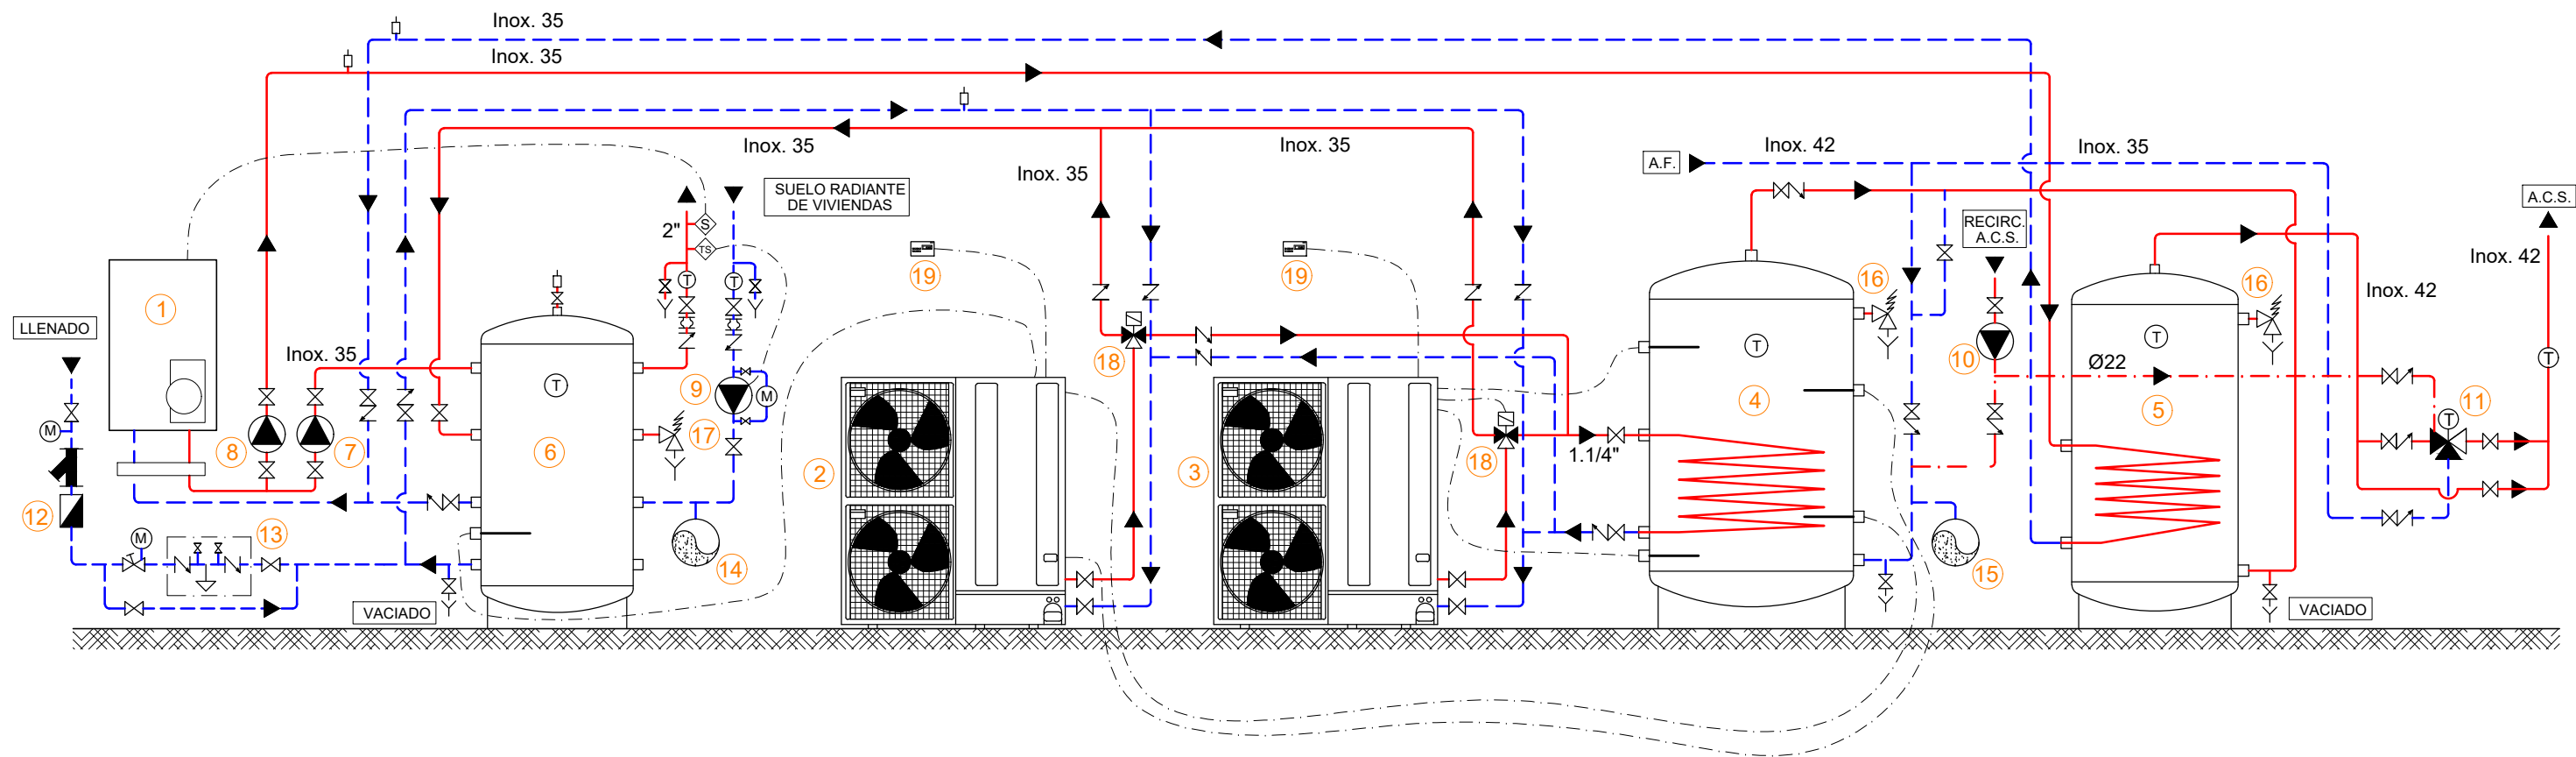 Inox. 35
Inox. 35
Inox. 35
Inox. 35
Inox. 35
Inox. 42
Inox. 35
A.F.
A.C.S.
SUELO RADIANTE
DE VIVIENDAS
2"
S
TS
RECIRC.
A.C.S.
Inox. 42
Inox. 42
LLENADO
1
19
19
16
16
T
T
Inox. 35
18
T
T
T
T
10
Ø22
9
M
4
5
11
T
M
8
7
6
17
2
3
18
1.1/4"
12
M
13
14
15
VACIADO
VACIADO